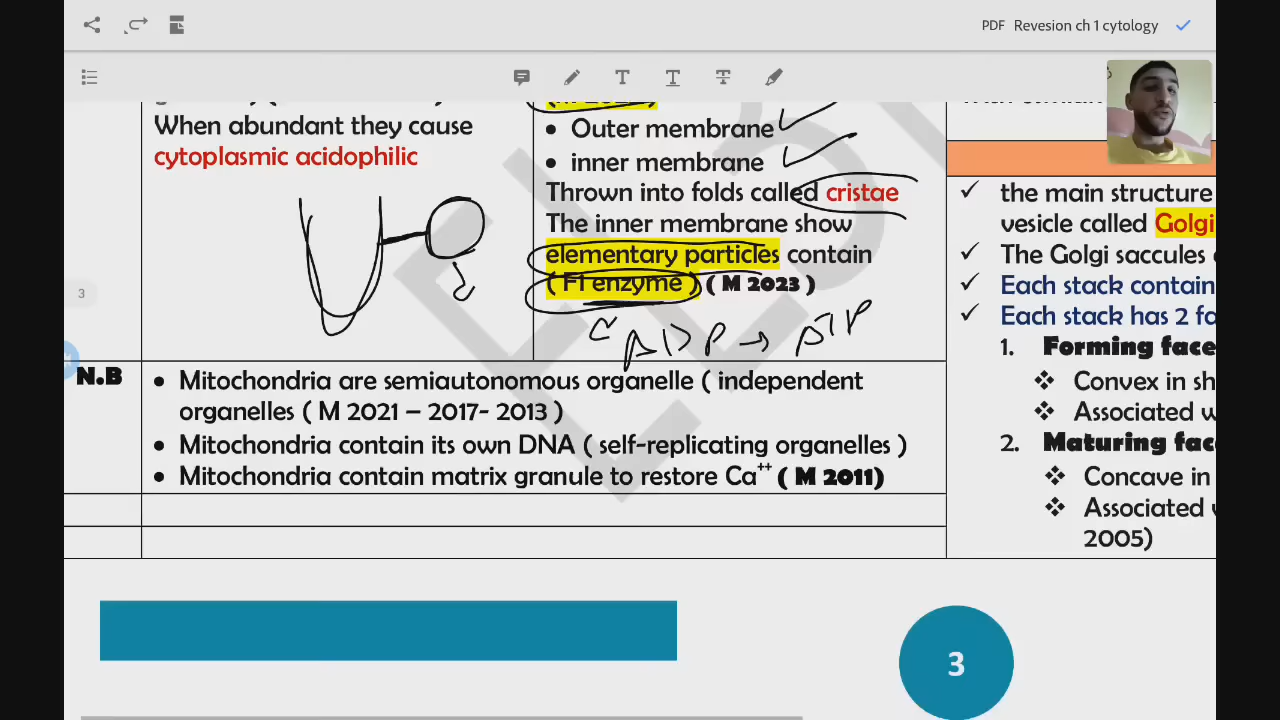 PDF Revesion ch 1 cytology
When abundant they cause
cytoplasmic acidophilic
• Outer membrane
• inner membrane
Thrown into folds called cristae
The inner membrane show
elementary particles contain
( F1 enzyme ) ( M 2023 )
ADP → ATP
3
N.B
• Mitochondria are semiautonomous organelle ( independent
organelles ( M 2021 – 2017- 2013 )
• Mitochondria contain its own DNA ( self-replicating organelles )
• Mitochondria contain matrix granule to restore Ca⁺⁺ ( M 2011)
✓ the main structure
vesicle called Golgi
✓ The Golgi saccules
✓ Each stack contain
✓ Each stack has 2 fa
1. Forming face
❖ Convex in sh
❖ Associated w
2. Maturing face
❖ Concave in
❖ Associated
2005)
3